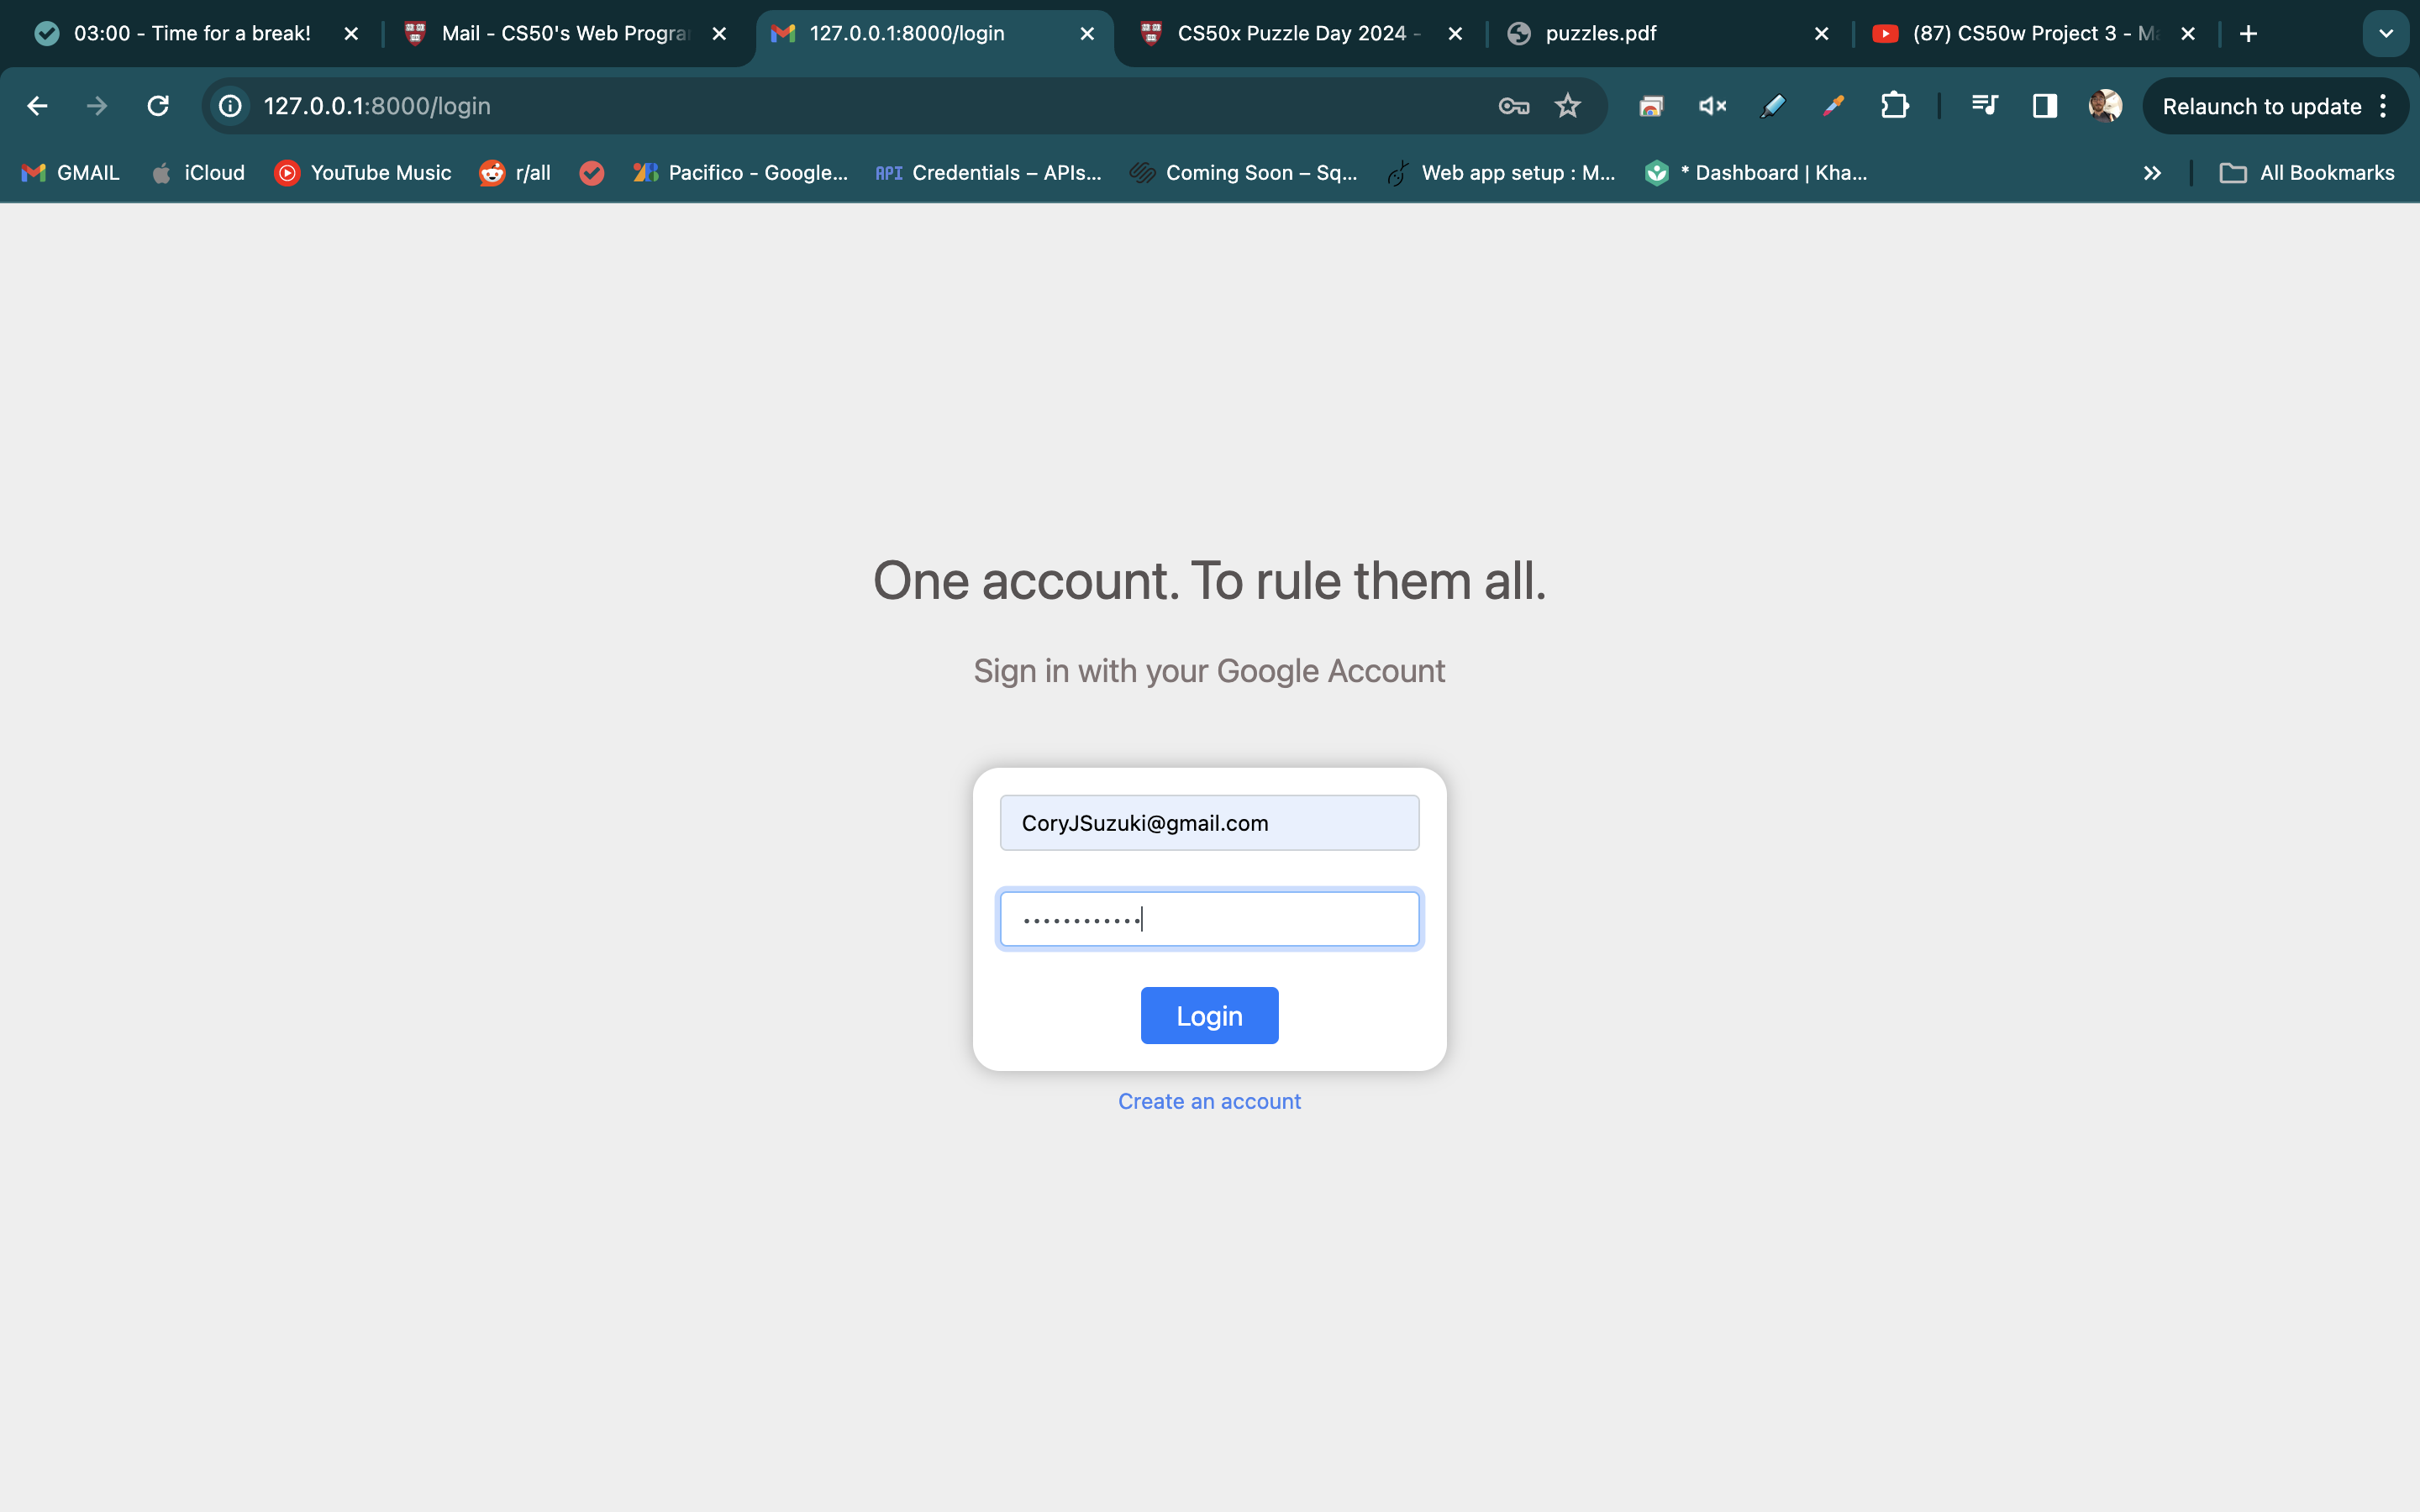 03:00 - Time for a break!
Mail - CS50's Web Progra
127.0.0.1:8000/login
CS50x Puzzle Day 2024 -
puzzles.pdf
(87) CS50w Project 3 - Ma
127.0.0.1:8000/login
Relaunch to update
GMAIL
iCloud
YouTube Music
r/all
Pacifico - Google...
API Credentials – APIs...
Coming Soon – Sq...
Web app setup : M...
* Dashboard | Kha...
All Bookmarks
One account. To rule them all.
Sign in with your Google Account
CoryJSuzuki@gmail.com
Login
Create an account